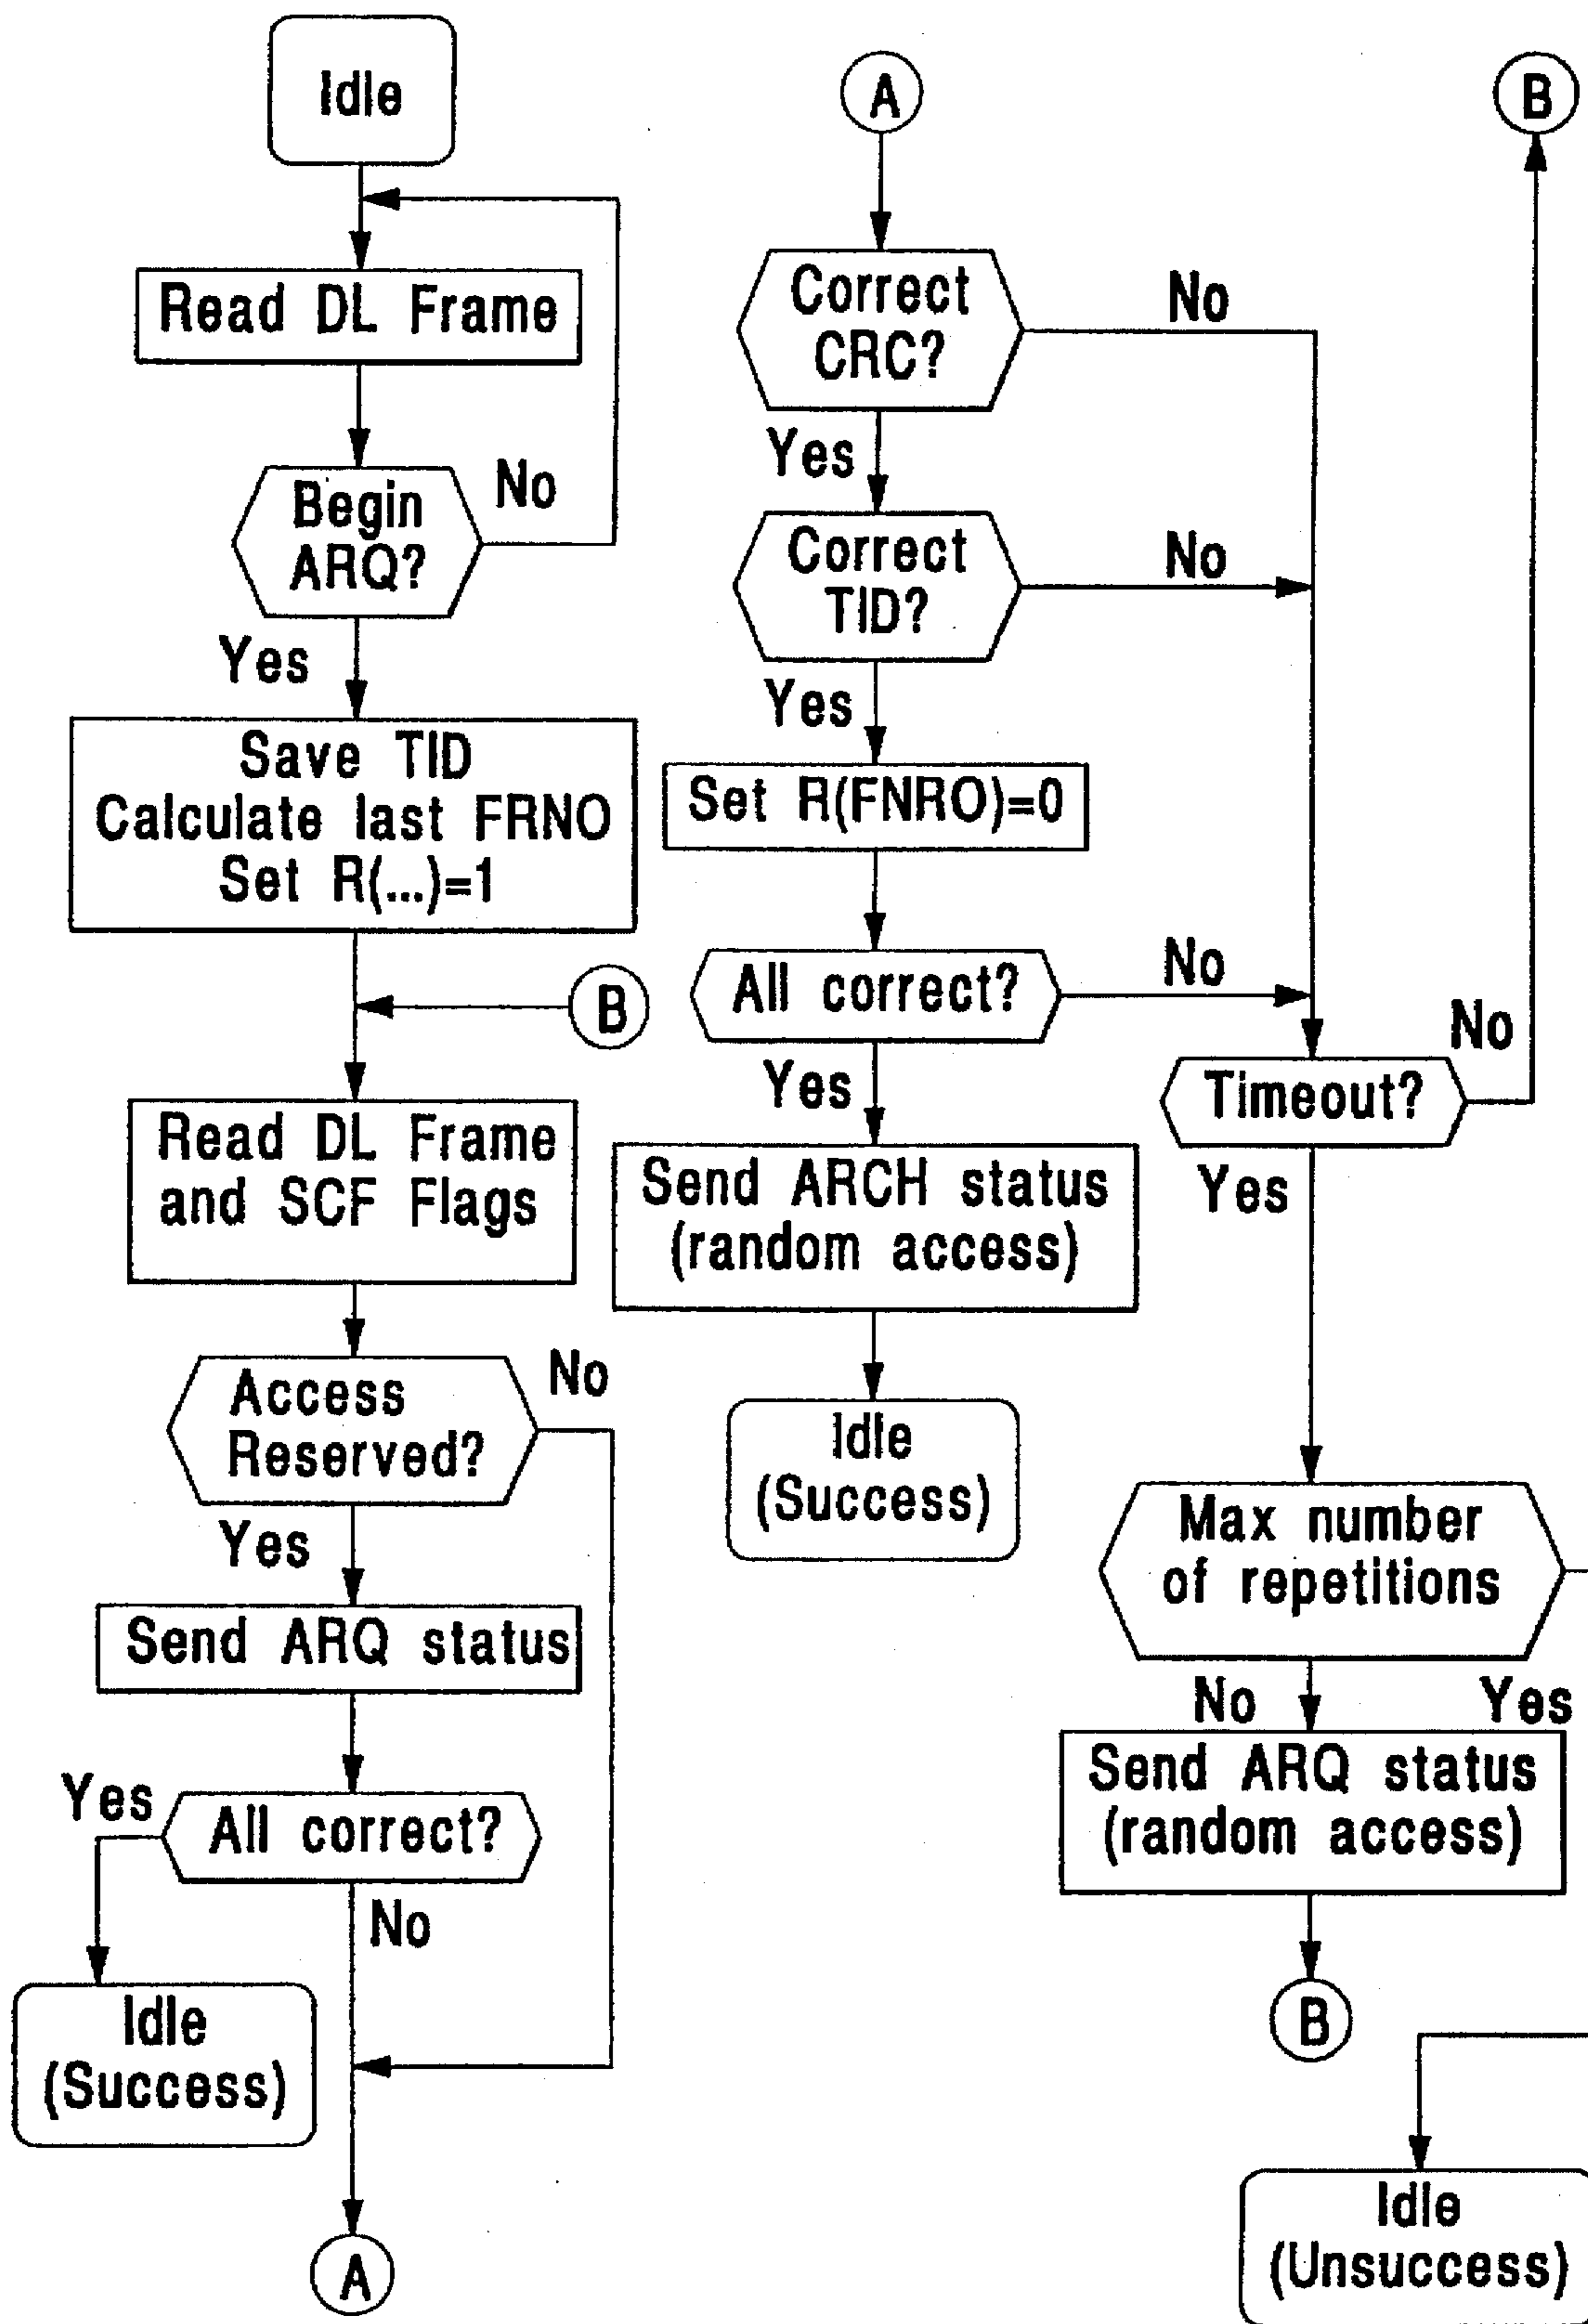 Idle
Read DL Frame
No
Begin
ARQ?
Yes
Save TID
Calculate last FRNO
Set R(...)=1
B
Read DL Frame
and SCF Flags
No
Access
Reserved?
Yes
Send ARQ status
Yes
All correct?
No
Idle
(Success)
A
A
Correct
CRC?
No
Yes
Correct
TID?
No
Yes
Set R(FNRO)=0
All correct?
No
Yes
Send ARCH status
(random access)
Idle
(Success)
B
No
Timeout?
Yes
Max number
of repetitions
No
Yes
Send ARQ status
(random access)
B
Idle
(Unsuccess)